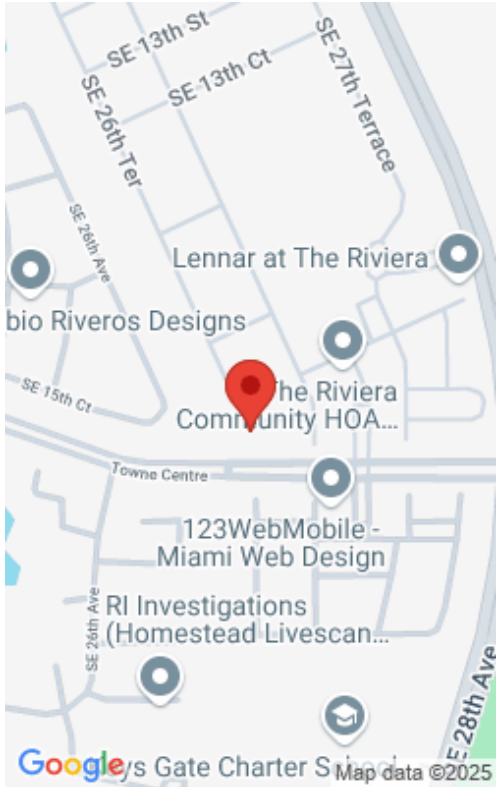 SE 13th St
SE 13th Ct
SE 26th Ter
SE 27th Terrace
SE 26th Ave
Lennar at The Riviera
bio Riveros Designs
SE 15th Ct
The Riviera
Community HOA...
Towne Centre
123WebMobile -
Miami Web Design
SE 26th Ave
RI Investigations
(Homestead Livescan...
SE 28th Ave
Google
ys Gate Charter School
Map data ©2025